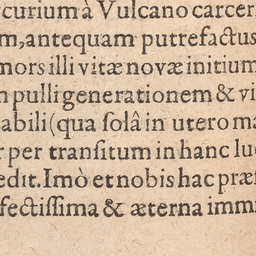 curium à Vulcano carcer
m, antequam putrefactus
mors illi vitæ novæ initium
n pulli generationem & vi
abili (qua solâ in utero ma
r per transitum in hanc lu
edit. Imò et nobis hac præ
fectissima & æterna imm